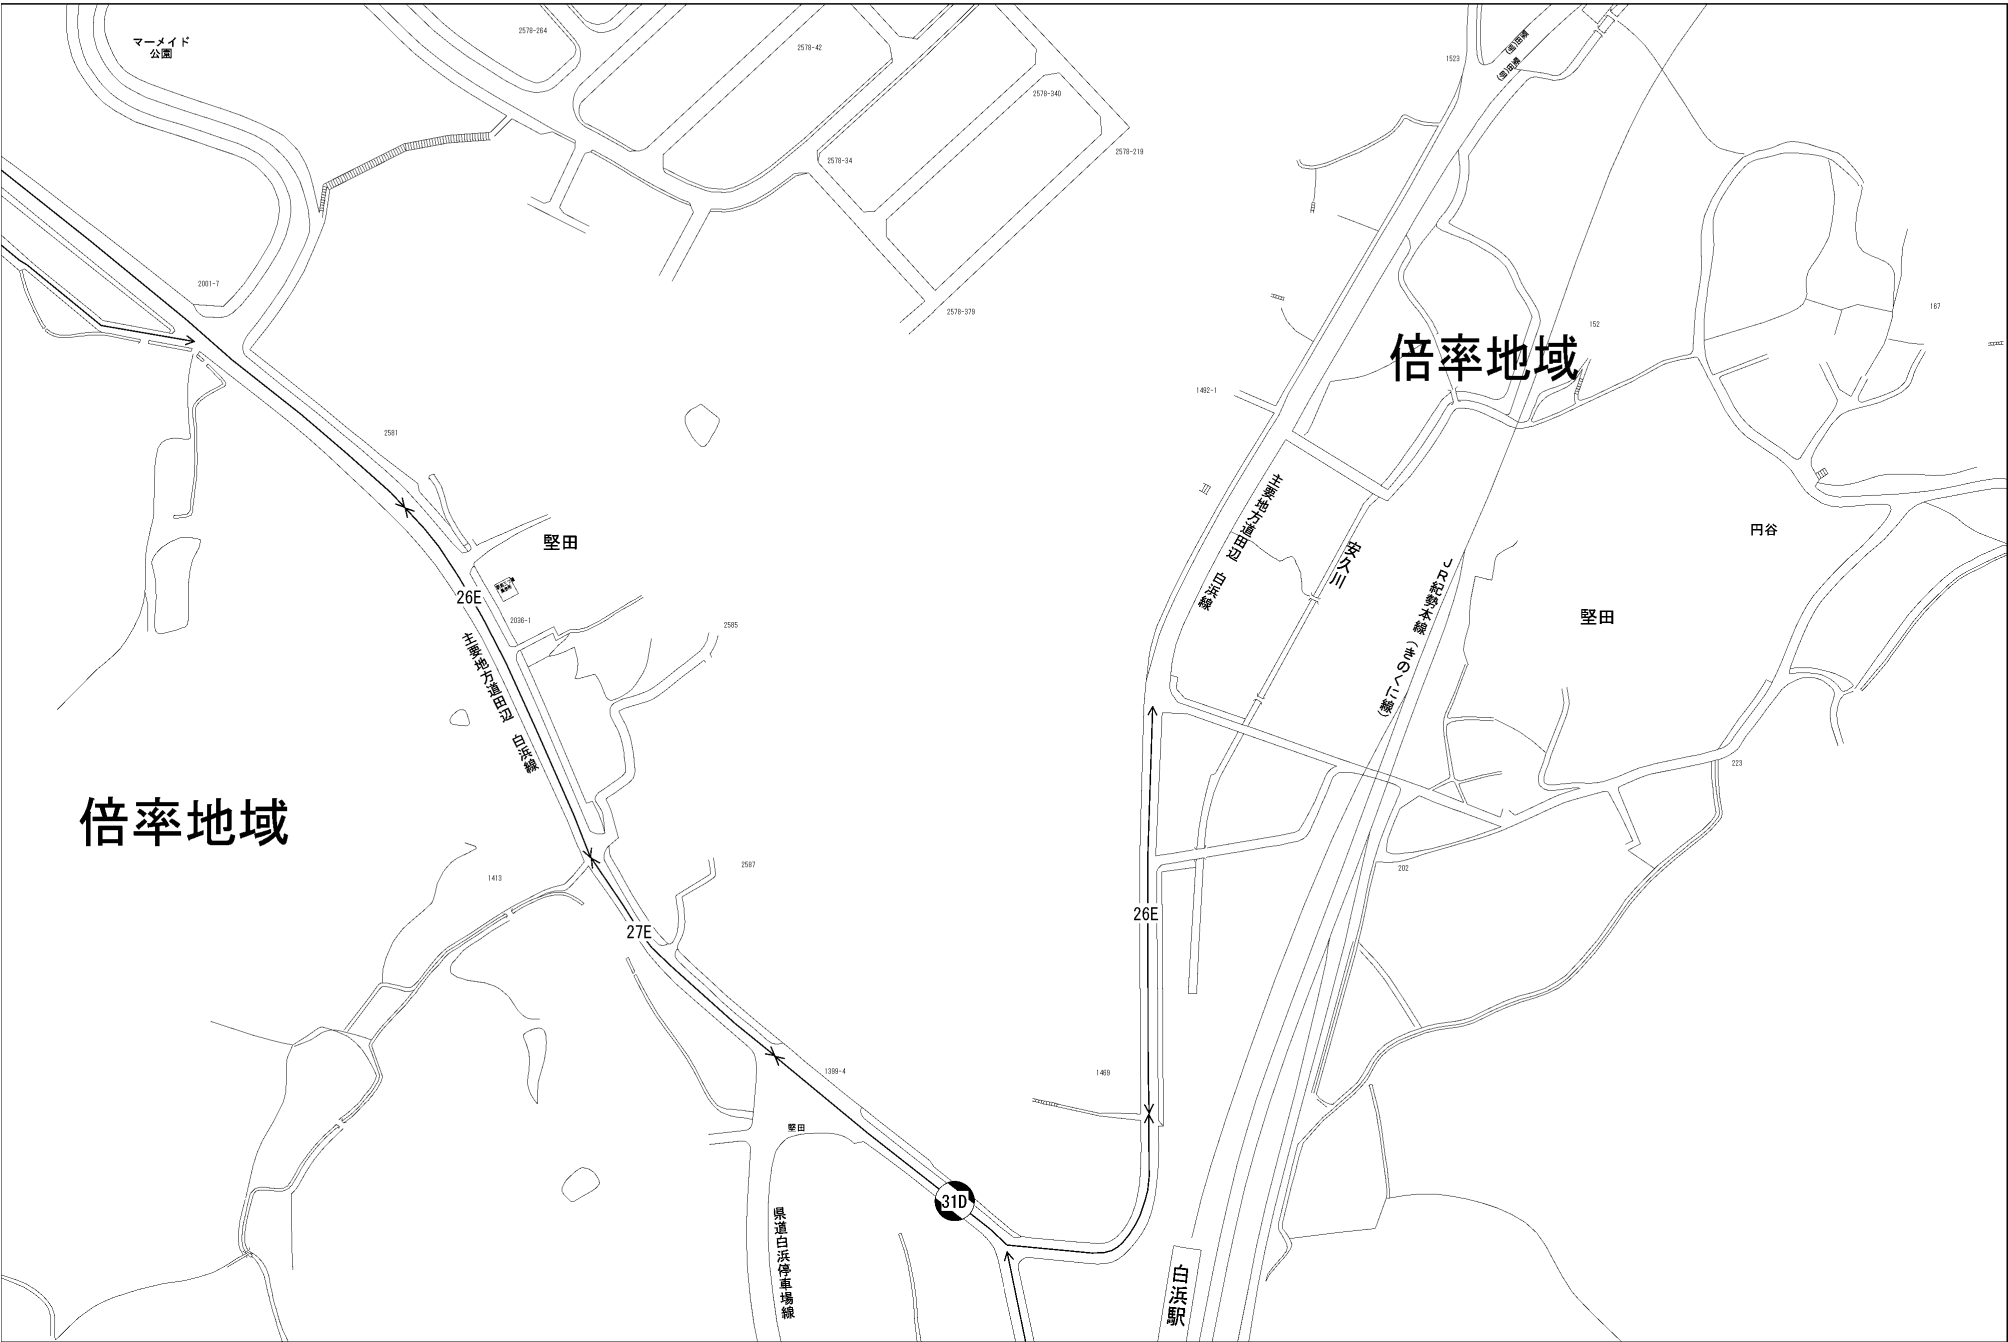 マーメイド
公園
2578-264
2578-42
2578-340
2578-34
2578-219
2578-379
2001-7
1523
152
167
倍率地域
1482-1
2581
堅田
26E
2036-1
2585
主要地方道田辺 白浜線
主要地方道田辺 白浜線
安久川
JR紀勢本線(きのくに線)
円谷
堅田
223
倍率地域
1413
2587
202
27E
26E
1399-4
1469
堅田
31D
県道白浜停車場線
白浜駅